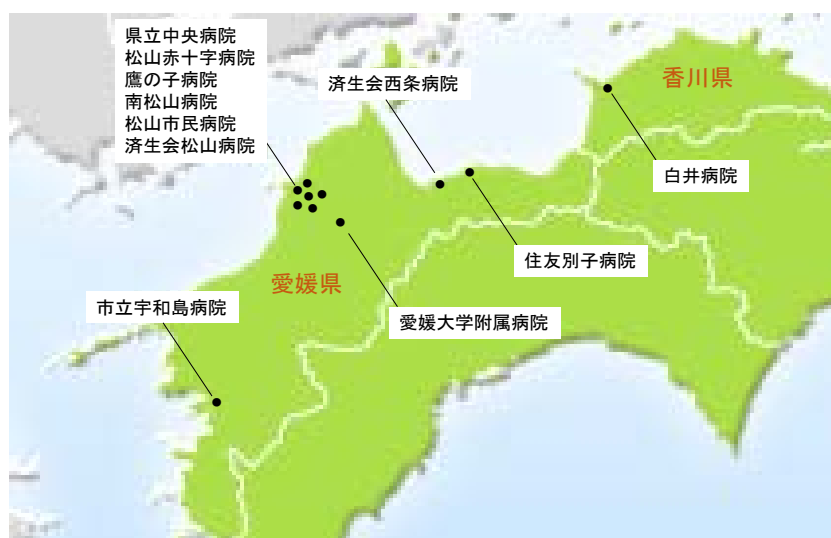 県立中央病院
松山赤十字病院
鷹の子病院
南松山病院
松山市民病院
済生会松山病院
済生会西条病院
香川県
白井病院
住友別子病院
愛媛県
市立宇和島病院
愛媛大学附属病院